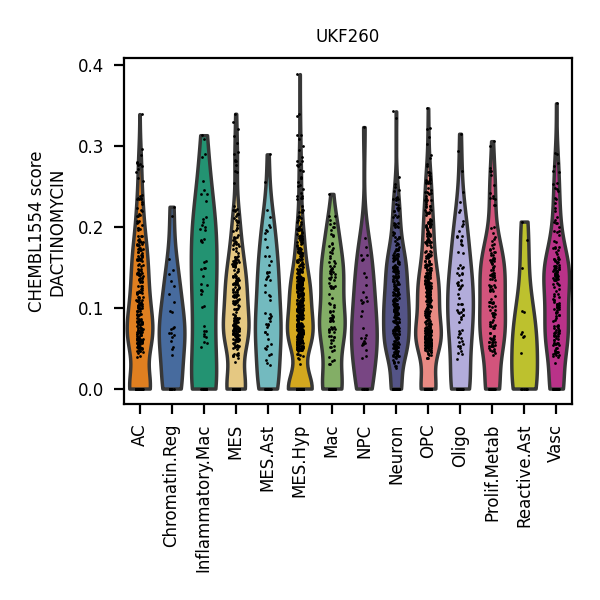 UKF260
CHEMBL1554 score
DACTINOMYCIN
0.4
0.3
0.2
0.1
0.0
AC
Chromatin.Reg
Inflammatory.Mac
MES
MES.Ast
MES.Hyp
Mac
NPC
Neuron
OPC
Oligo
Prolif.Metab
Reactive.Ast
Vasc